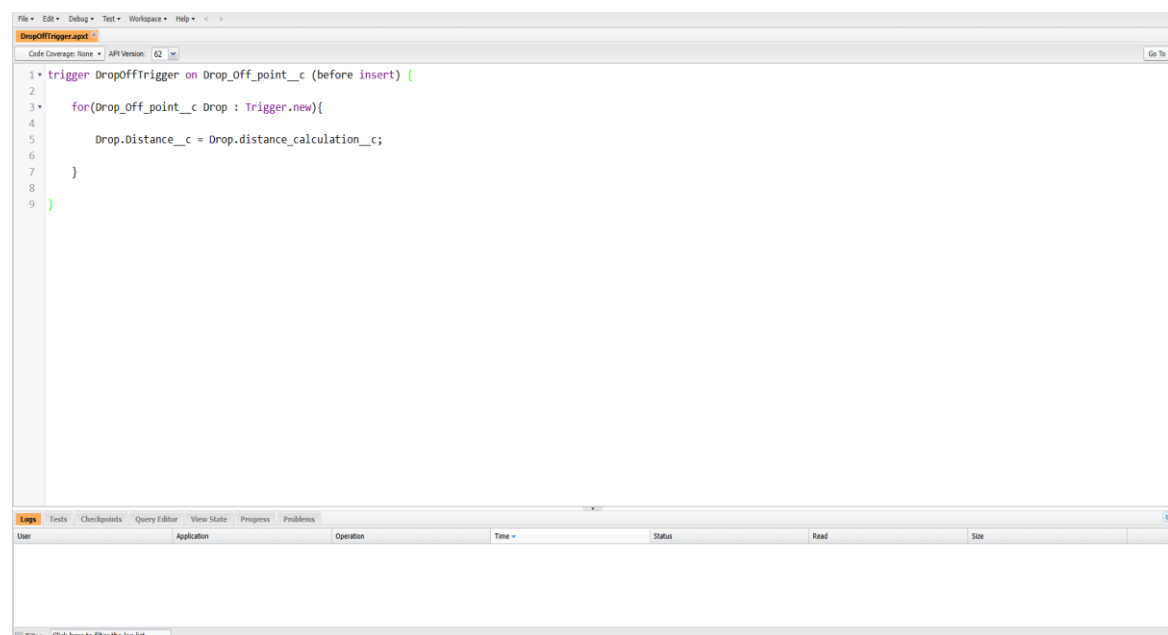 File Edit Debug Test Workspace Help < >
DropOffTrigger.apxt
Code Coverage: None API Version: 62 Go To
1 trigger DropOffTrigger on Drop_Off_point__c (before insert) {
2
3 for(Drop_Off_point__c Drop : Trigger.new){
4
5 Drop.Distance__c = Drop.distance_calculation__c;
6
7 }
8
9 }
Logs Tests Checkpoints Query Editor View State Progress Problems
User Application Operation Time Status Read Size
Filter Click here to filter the log list